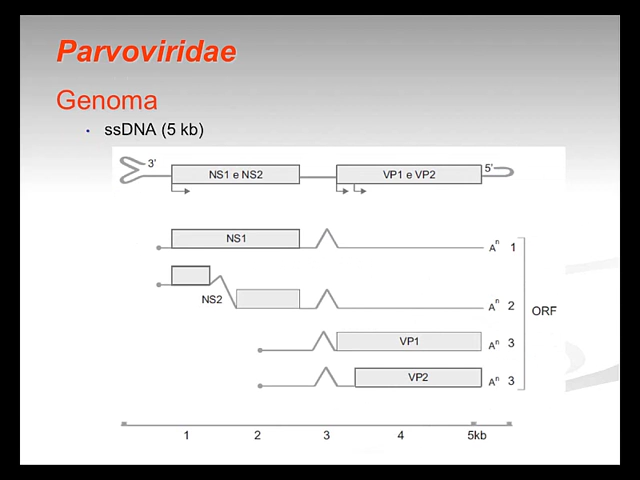 Parvoviridae
Genoma
• ssDNA (5 kb)
3' NS1 e NS2 VP1 e VP2 5'
NS1 An 1
NS2 An 2
ORF
VP1 An 3
VP2 An 3
1 2 3 4 5kb